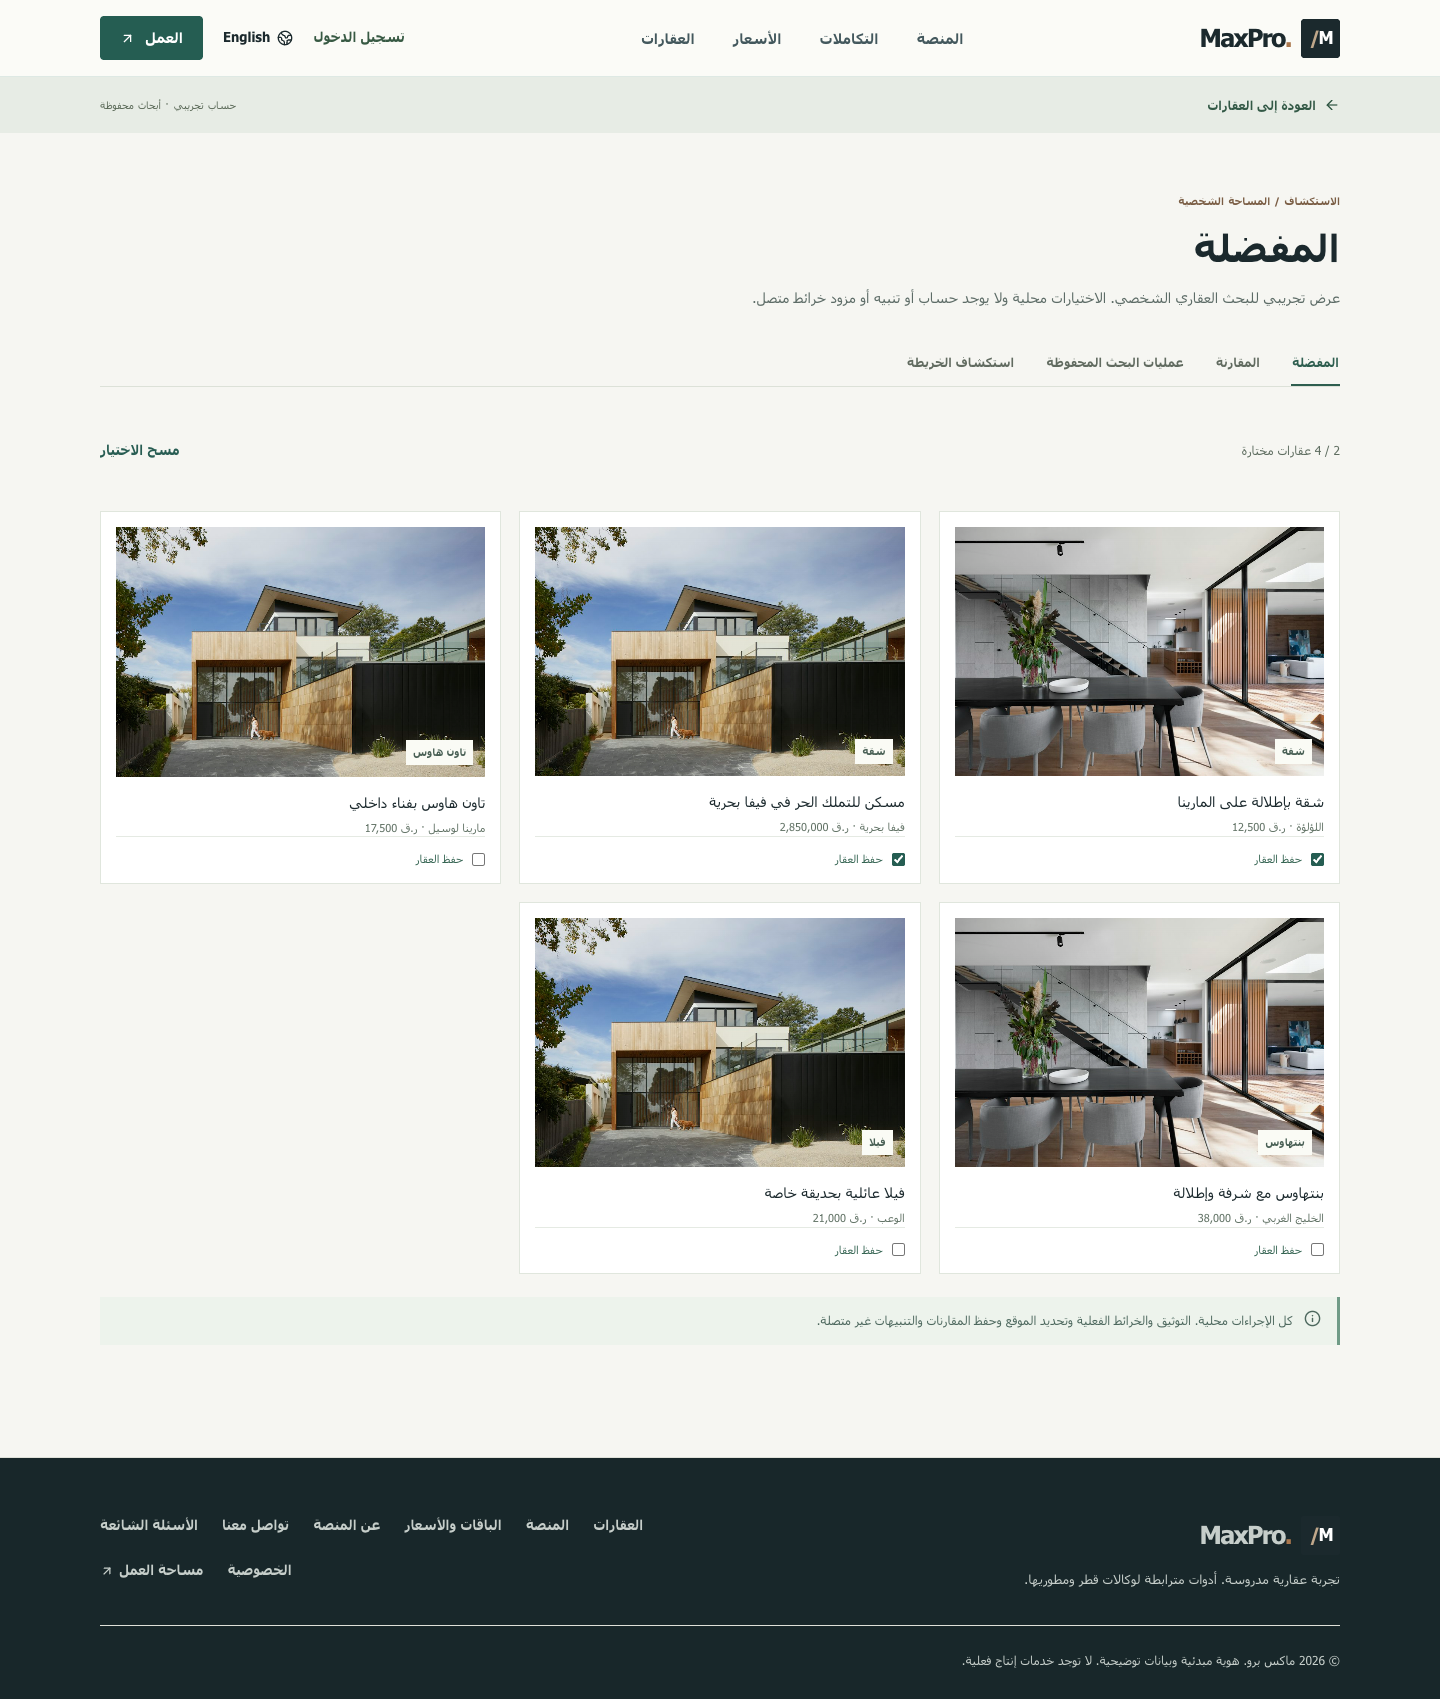 M/ MaxPro.
المنصة
التكاملات
الأسعار
العقارات
تسجيل الدخول
English
العمل
العودة إلى العقارات
حساب تجريبي · أبحاث محفوظة
الاستكشاف / المساحة الشخصية
المفضلة
عرض تجريبي للبحث العقاري الشخصي. الاختيارات محلية ولا يوجد حساب أو تنبيه أو مزود خرائط متصل.
المفضلة
المقارنة
عمليات البحث المحفوظة
استكشاف الخريطة
2 / 4 عقارات مختارة
مسح الاختيار
شقة
شقة بإطلالة على المارينا
اللؤلؤة · ر.ق 12,500
حفظ العقار
شقة
مسكن للتملك الحر في فيفا بحرية
فيفا بحرية · ر.ق 2,850,000
حفظ العقار
تاون هاوس
تاون هاوس بفناء داخلي
مارينا لوسيل · ر.ق 17,500
حفظ العقار
بنتهاوس
بنتهاوس مع شرفة وإطلالة
الخليج الغربي · ر.ق 38,000
حفظ العقار
فيلا
فيلا عائلية بحديقة خاصة
الوعب · ر.ق 21,000
حفظ العقار
كل الإجراءات محلية. التوثيق والخرائط الفعلية وتحديد الموقع وحفظ المقارنات والتنبيهات غير متصلة.
M/ MaxPro.
تجربة عقارية مدروسة. أدوات مترابطة لوكالات قطر ومطوريها.
العقارات
المنصة
الباقات والأسعار
عن المنصة
تواصل معنا
الأسئلة الشائعة
الخصوصية
مساحة العمل
© 2026 ماكس برو. هوية مبدئية وبيانات توضيحية. لا توجد خدمات إنتاج فعلية.